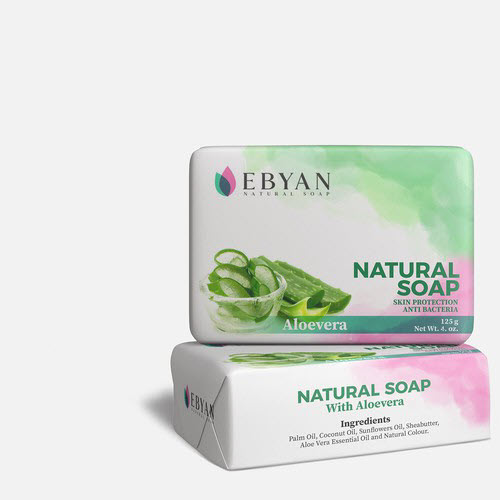 EBYAN
NATURAL SOAP
NATURAL
SOAP
SKIN PROTECTION
ANTI BACTERIA
Aloevera
125 g
Net Wt. 4. oz.
EBYAN
NATURAL SOAP
With Aloevera
Ingredients
Palm Oil, Coconut Oil, Sunflowers Oil, Sheabutter,
Aloe Vera Essential Oil and Natural Colour.